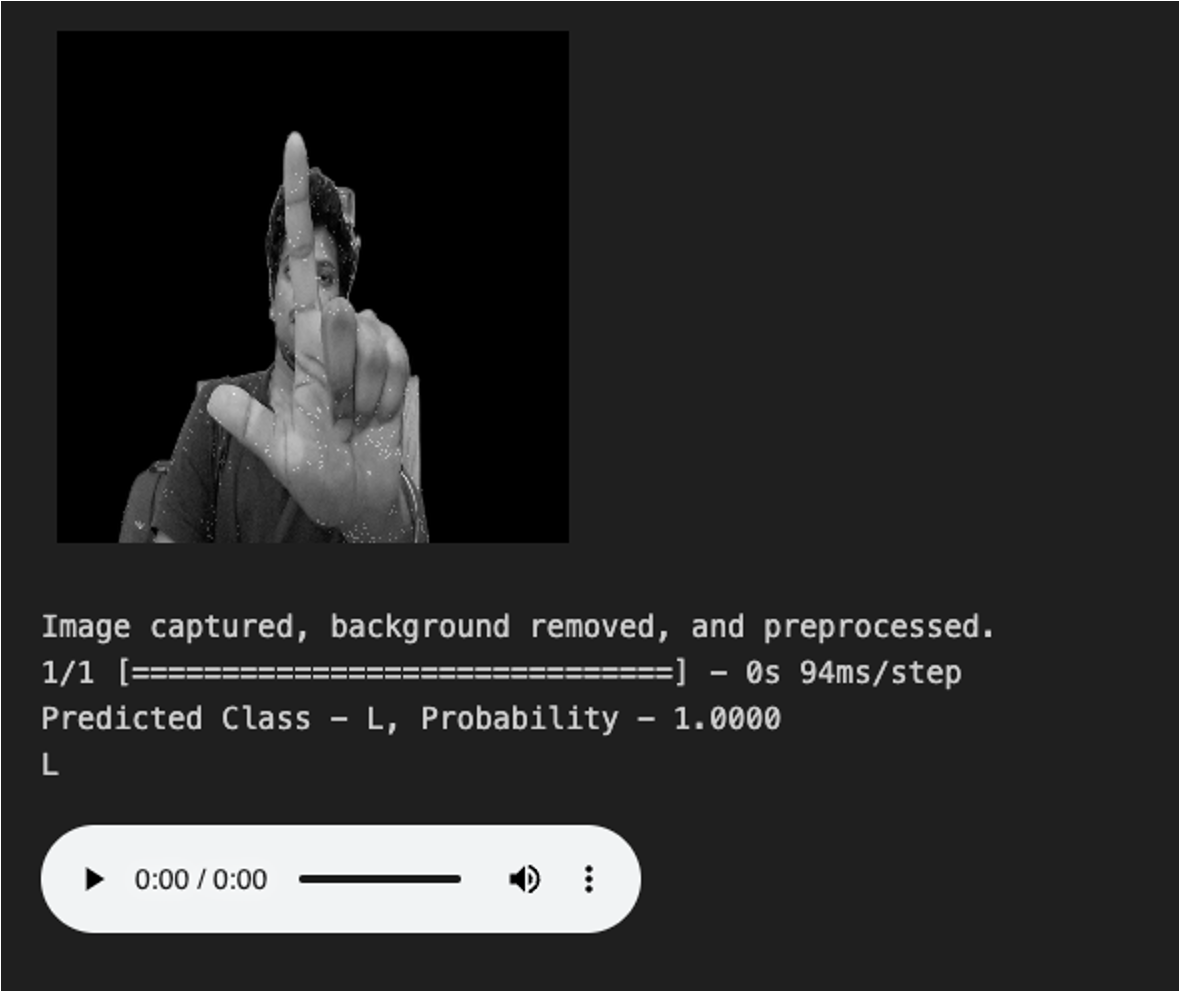 Image captured, background removed, and preprocessed.
1/1 [==============================] - 0s 94ms/step
Predicted Class - L, Probability - 1.0000
L
0:00 / 0:00